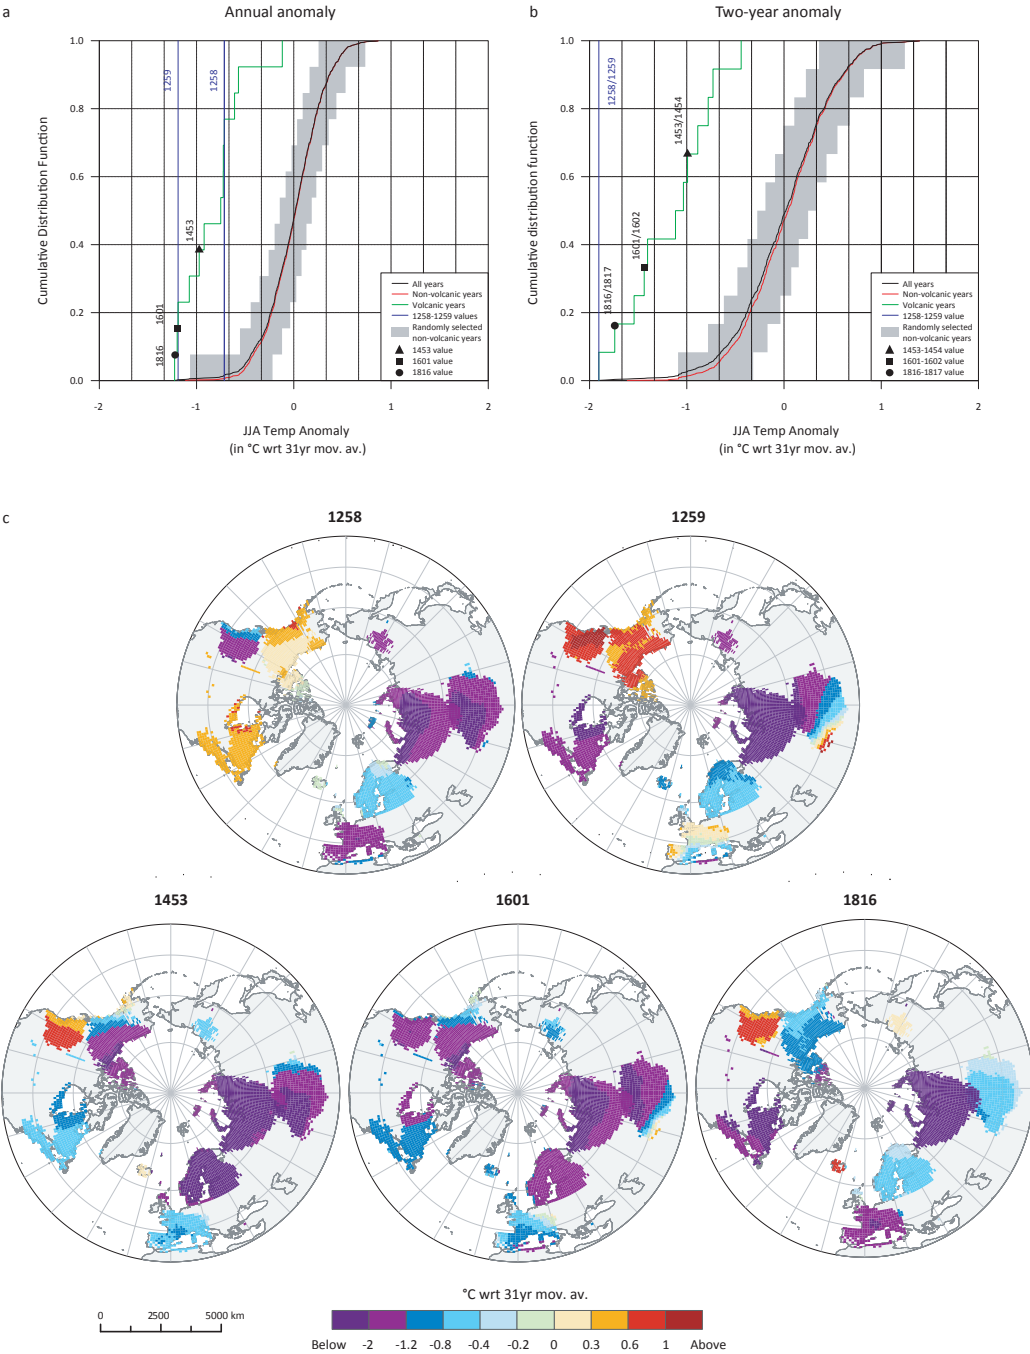 a
Annual anomaly
Cumulative Distribution Function
1.0
0.8
0.6
0.4
0.2
0.0
1259
1258
1453
1601
1816
All years
Non-volcanic years
Volcanic years
1258-1259 values
Randomly selected
non-volcanic years
1453 value
1601 value
1816 value
-2 -1 0 1 2
JJA Temp Anomaly
(in °C wrt 31yr mov. av.)
b
Two-year anomaly
Cumulative distribution function
1.0
0.8
0.6
0.4
0.2
0.0
1258/1259
1453/1454
1601/1602
1816/1817
All years
Non-volcanic years
Volcanic years
1258-1259 values
Randomly selected
non-volcanic years
1453-1454 value
1601-1602 value
1816-1817 value
-2 -1 0 1 2
JJA Temp Anomaly
(in °C wrt 31yr mov. av.)
c
1258
1259
1453
1601
1816
0 2500 5000 km
°C wrt 31yr mov. av.
Below -2 -1.2 -0.8 -0.4 -0.2 0 0.3 0.6 1 Above